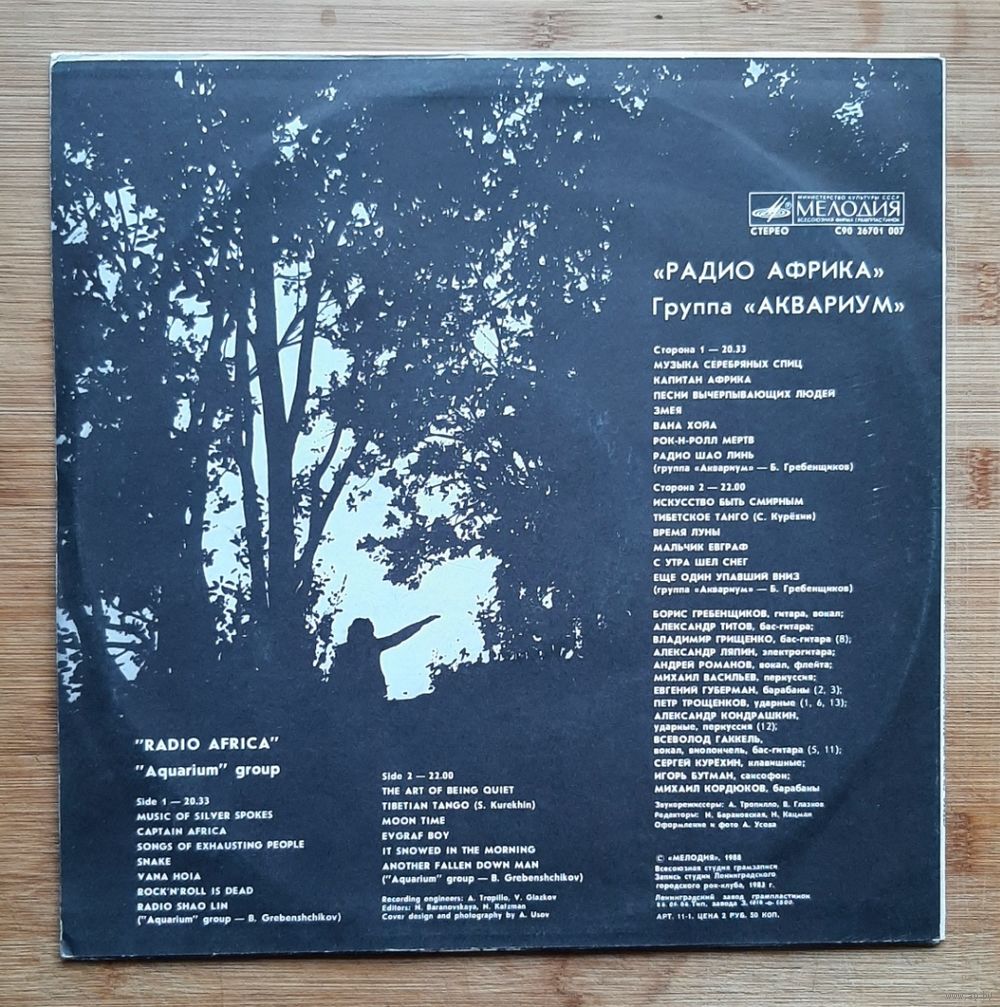 МИНИСТЕРСТВО КУЛЬТУРЫ СССР
МЕЛОДИЯ
ВСЕСОЮЗНАЯ ФИРМА ГРАМПЛАСТИНОК
СТЕРЕО С90 26701 007
«РАДИО АФРИКА»
Группа «АКВАРИУМ»
Сторона 1 — 20.33
МУЗЫКА СЕРЕБРЯНЫХ СПИЦ
КАПИТАН АФРИКА
ПЕСНИ ВЫЧЕРПЫВАЮЩИХ ЛЮДЕЙ
ЗМЕЯ
ВАНА ХОЙА
РОК-Н-РОЛЛ МЕРТВ
РАДИО ШАО ЛИНЬ
(группа «Аквариум» — Б. Гребенщиков)
Сторона 2 — 22.00
ИСКУССТВО БЫТЬ СМИРНЫМ
ТИБЕТСКОЕ ТАНГО (С. Курёхин)
ВРЕМЯ ЛУНЫ
МАЛЬЧИК ЕВГРАФ
С УТРА ШЕЛ СНЕГ
ЕЩЕ ОДИН УПАВШИЙ ВНИЗ
(группа «Аквариум» — Б. Гребенщиков)
БОРИС ГРЕБЕНЩИКОВ, гитара, вокал;
АЛЕКСАНДР ТИТОВ, бас-гитара;
ВЛАДИМИР ГРИЩЕНКО, бас-гитара (8);
АЛЕКСАНДР ЛЯПИН, электрогитара;
АНДРЕЙ РОМАНОВ, вокал, флейта;
МИХАИЛ ВАСИЛЬЕВ, перкуссия;
ЕВГЕНИЙ ГУБЕРМАН, барабаны (2, 3);
ПЕТР ТРОЩЕНКОВ, ударные (1, 6, 13);
АЛЕКСАНДР КОНДРАШКИН,
ударные, перкуссия (12);
ВСЕВОЛОД ГАККЕЛЬ,
вокал, виолончель, бас-гитара (5, 11);
СЕРГЕЙ КУРЕХИН, клавишные;
ИГОРЬ БУТМАН, саксофон;
МИХАИЛ КОРДЮКОВ, барабаны
Звукорежиссеры: А. Тропилло, В. Глазков
Редакторы: Н. Барановская, Н. Кацман
Оформление и фото А. Усова
© «МЕЛОДИЯ», 1988
Всесоюзная студия грамзаписи
Запись студии Ленинградского
городского рок-клуба, 1983 г.
Ленинградский завод грампластинок
Тип. завода З.
АРТ. 11-1. ЦЕНА 2 РУБ. 50 КОП.
"RADIO AFRICA"
"Aquarium" group
Side 1 — 20.33
MUSIC OF SILVER SPOKES
CAPTAIN AFRICA
SONGS OF EXHAUSTING PEOPLE
SNAKE
VANA HOIA
ROCK'N'ROLL IS DEAD
RADIO SHAO LIN
("Aquarium" group — B. Grebenshchikov)
Side 2 — 22.00
THE ART OF BEING QUIET
TIBETIAN TANGO (S. Kurekhin)
MOON TIME
EVGRAF BOY
IT SNOWED IN THE MORNING
ANOTHER FALLEN DOWN MAN
("Aquarium" group — B. Grebenshchikov)
Recording engineers: A. Tropillo, V. Glazkov
Editors: N. Baranovskaya, N. Katsman
Cover design and photography by A. Usov